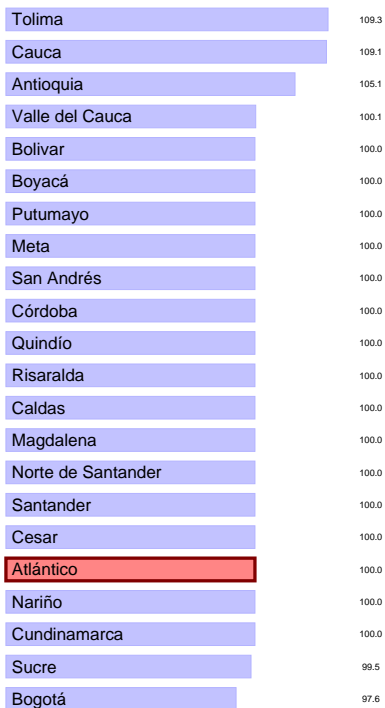 Tolima 109.3
Cauca 109.1
Antioquia 105.1
Valle del Cauca 100.1
Bolivar 100.0
Boyacá 100.0
Putumayo 100.0
Meta 100.0
San Andrés 100.0
Córdoba 100.0
Quindío 100.0
Risaralda 100.0
Caldas 100.0
Magdalena 100.0
Norte de Santander 100.0
Santander 100.0
Cesar 100.0
Atlántico 100.0
Nariño 100.0
Cundinamarca 100.0
Sucre 99.5
Bogotá 97.6